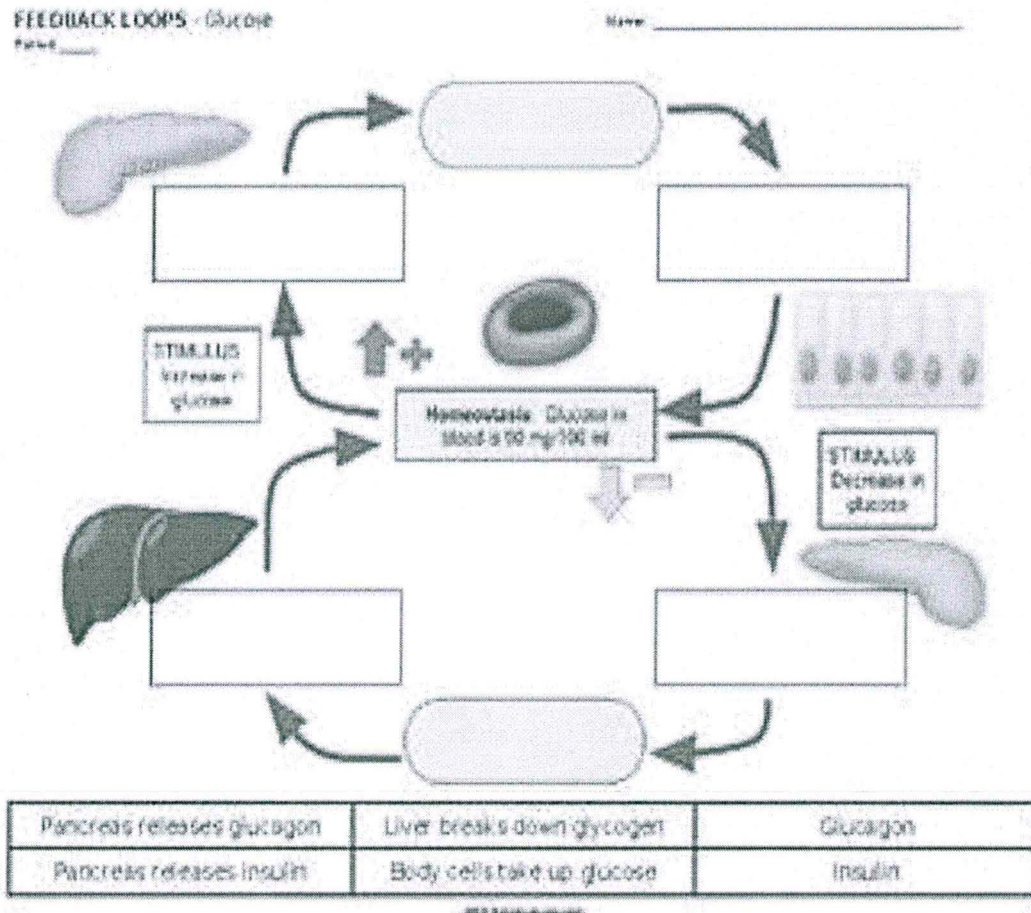 FEEDBACK LOOPS - Glucose
Name
STIMULUS
Increase in
glucose
Homeostasis Glucose in
blood is 90 mg/100 ml
STIMULUS
Decrease in
glucose
Pancreas releases glucagon
Liver breaks down glycogen
Glucagon
Pancreas releases insulin
Body cells take up glucose
Insulin